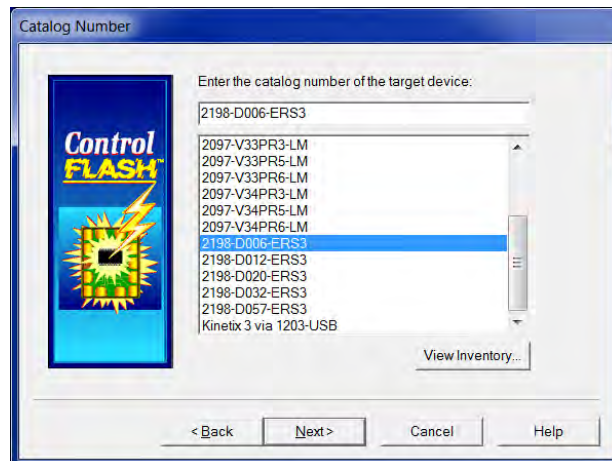 Catalog Number
Enter the catalog number of the target device:
2198-D006-ERS3
Control
FLASH™
2097-V33PR3-LM
2097-V33PR5-LM
2097-V33PR6-LM
2097-V34PR3-LM
2097-V34PR5-LM
2097-V34PR6-LM
2198-D006-ERS3
2198-D012-ERS3
2198-D020-ERS3
2198-D032-ERS3
2198-D057-ERS3
Kinetix 3 via 1203-USB
View Inventory...
< Back
Next >
Cancel
Help